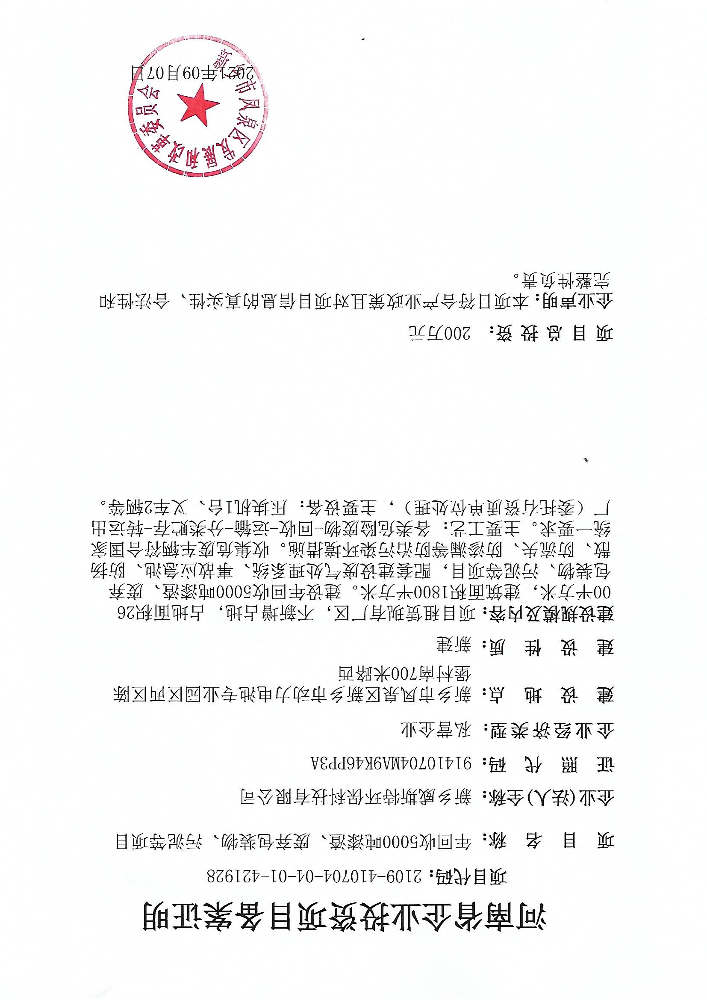 河南省企业投资项目备案证明
项目代码：2109-410704-04-01-421928
项目名称：年回收5000吨漆渣、废弃包装物、污泥等项目
企业(法人)全称：新乡威斯特环保科技有限公司
证照代码：91410704MA9K46PP3A
企业经济类型：私营企业
建设地点：新乡市凤泉区新乡市动力电池专业园区西区陈
堡村南700米路西
建设性质：新建
建设规模及内容：项目租赁现有厂区，不新增占地，占地面积26
00平方米，建筑面积1800平方米。建设年回收5000吨漆渣、废弃
包装物、污泥等项目，配套建设废气处理系统、事故应急池、防扬
散、防流失、防渗漏等防治污染环境措施。收集危废车辆符合国家
统一要求。主要工艺：各类危险废物-回收-运输-分类贮存-转运出
厂（委托有资质单位处理），主要设备：压块机1台、叉车2辆等。
项目总投资：200万元
企业声明：本项目符合产业政策且对项目信息的真实性、合法性和
完整性负责。
新乡市凤泉区发展和改革委员会
2021年09月07日